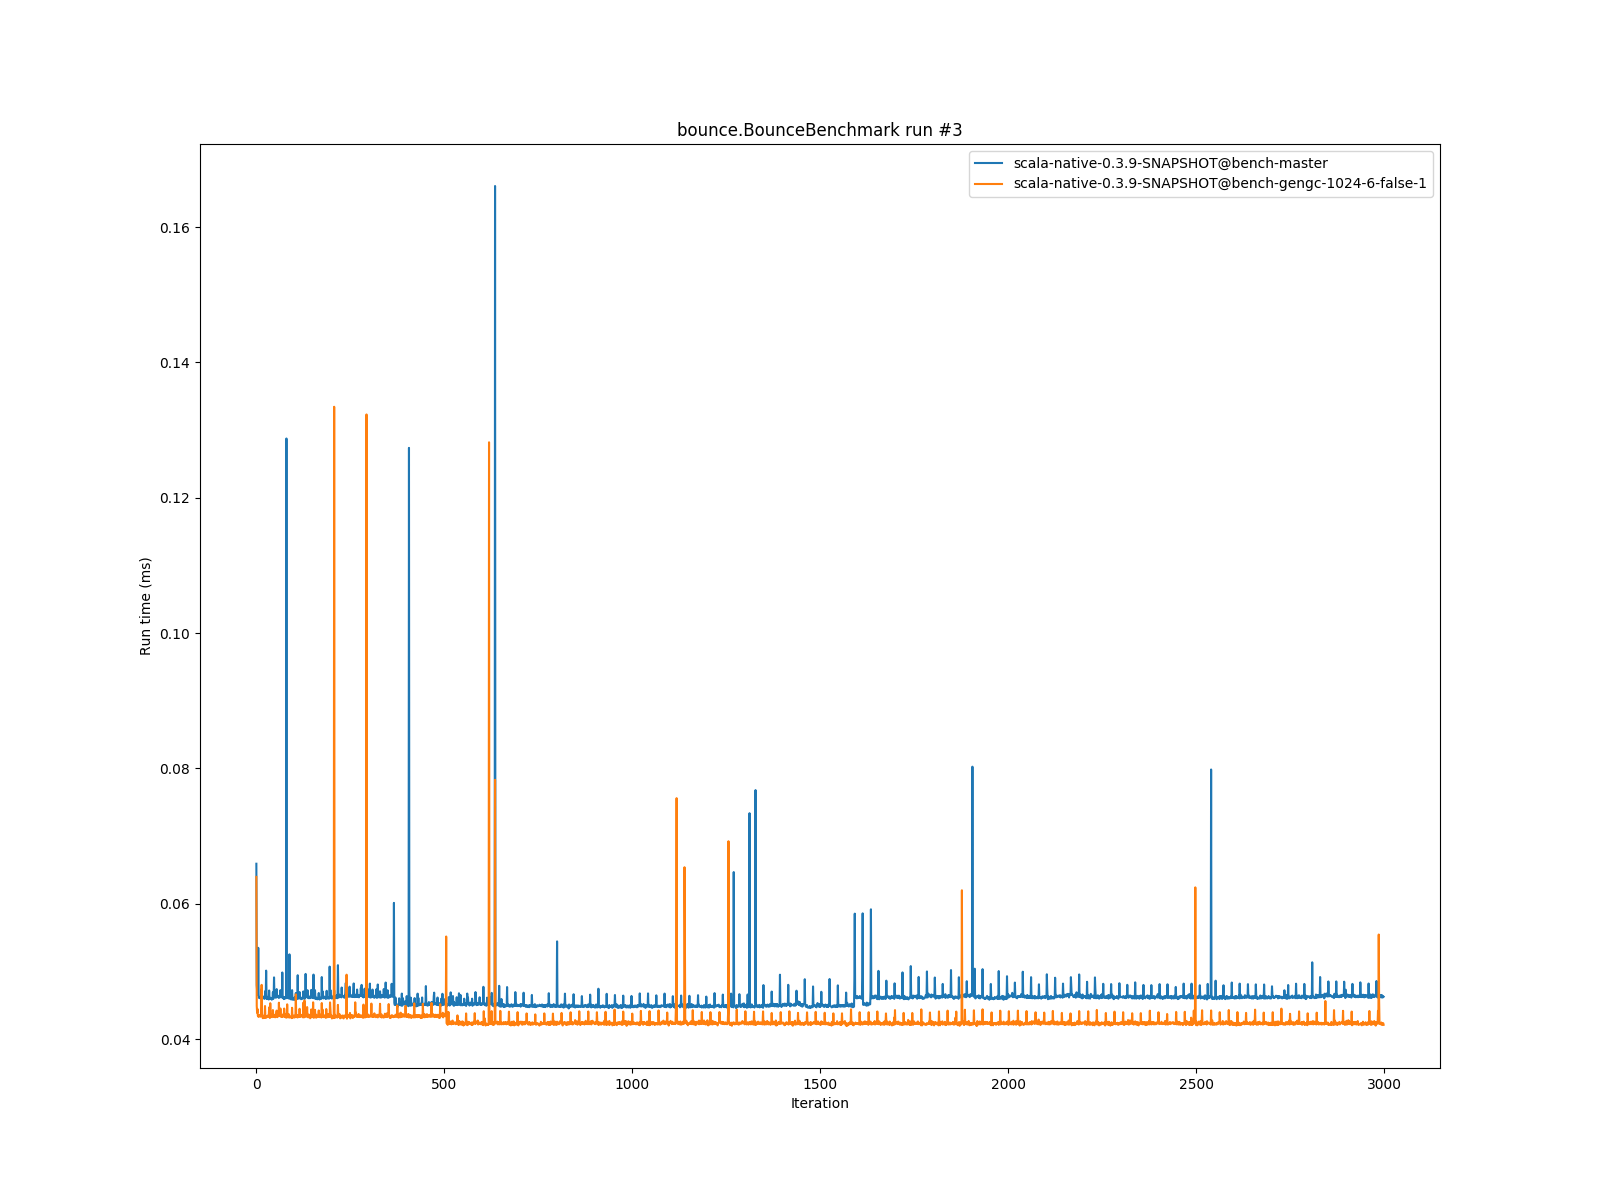 bounce.BounceBenchmark run #3
scala-native-0.3.9-SNAPSHOT@bench-master
scala-native-0.3.9-SNAPSHOT@bench-gengc-1024-6-false-1
Run time (ms)
0.16
0.14
0.12
0.10
0.08
0.06
0.04
0 500 1000 1500 2000 2500 3000
Iteration